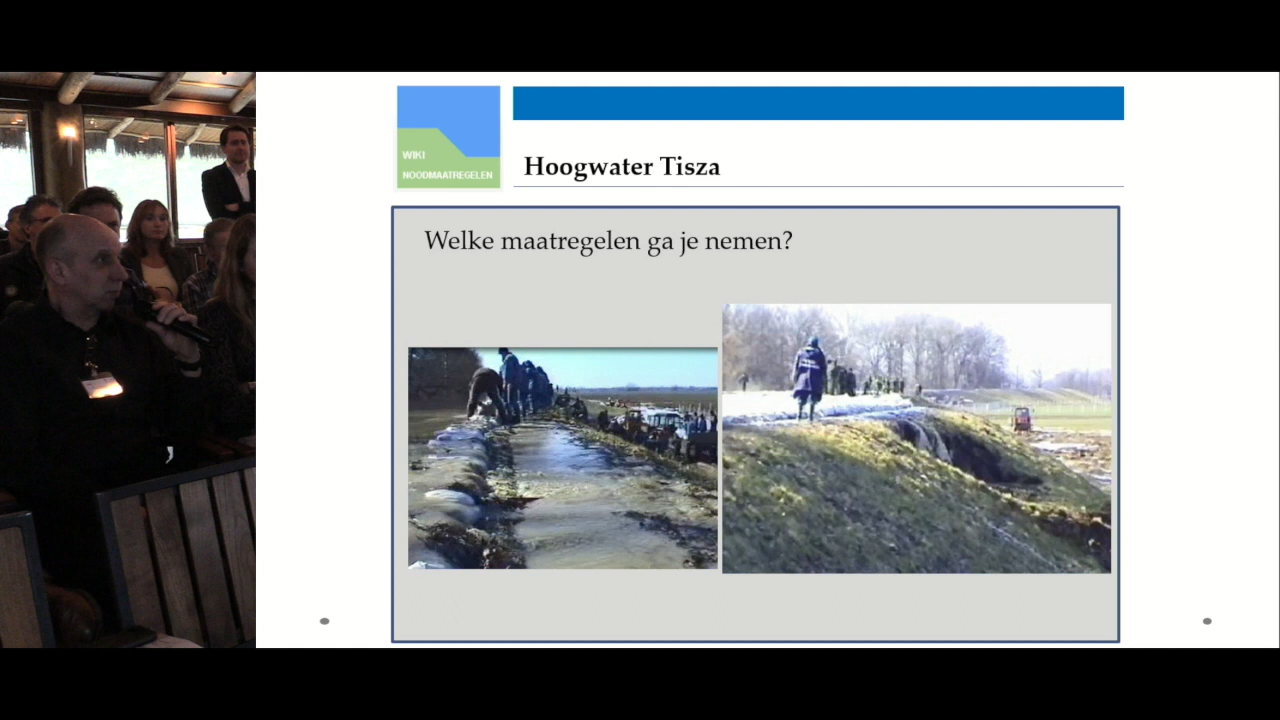 WIKI
NOODMAATREGELEN
Hoogwater Tisza
Welke maatregelen ga je nemen?